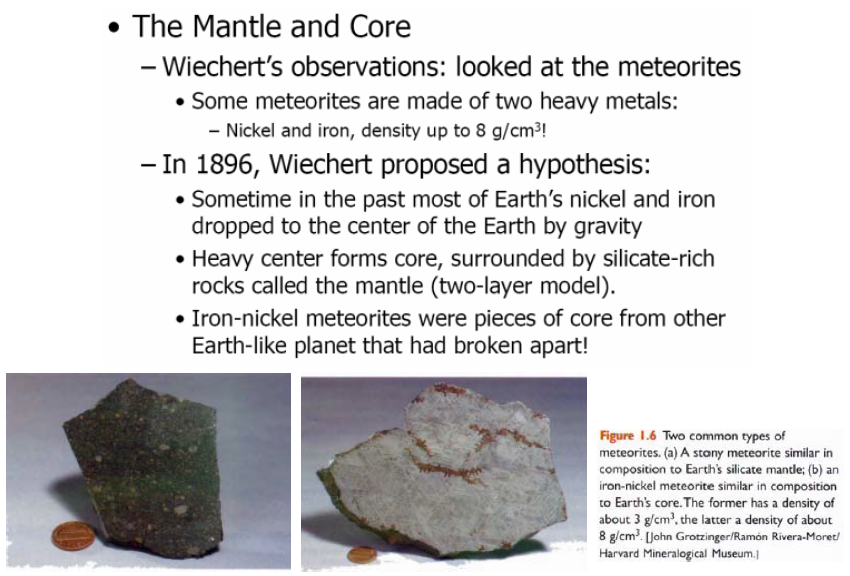 • The Mantle and Core
– Wiechert's observations: looked at the meteorites
• Some meteorites are made of two heavy metals:
– Nickel and iron, density up to 8 g/cm³!
– In 1896, Wiechert proposed a hypothesis:
• Sometime in the past most of Earth's nickel and iron
dropped to the center of the Earth by gravity
• Heavy center forms core, surrounded by silicate-rich
rocks called the mantle (two-layer model).
• Iron-nickel meteorites were pieces of core from other
Earth-like planet that had broken apart!
Figure 1.6 Two common types of
meteorites. (a) A stony meteorite similar in
composition to Earth's silicate mantle; (b) an
iron-nickel meteorite similar in composition
to Earth's core. The former has a density of
about 3 g/cm³, the latter a density of about
8 g/cm³. [John Grotzinger/Ramón Rivera-Moret/
Harvard Mineralogical Museum.]